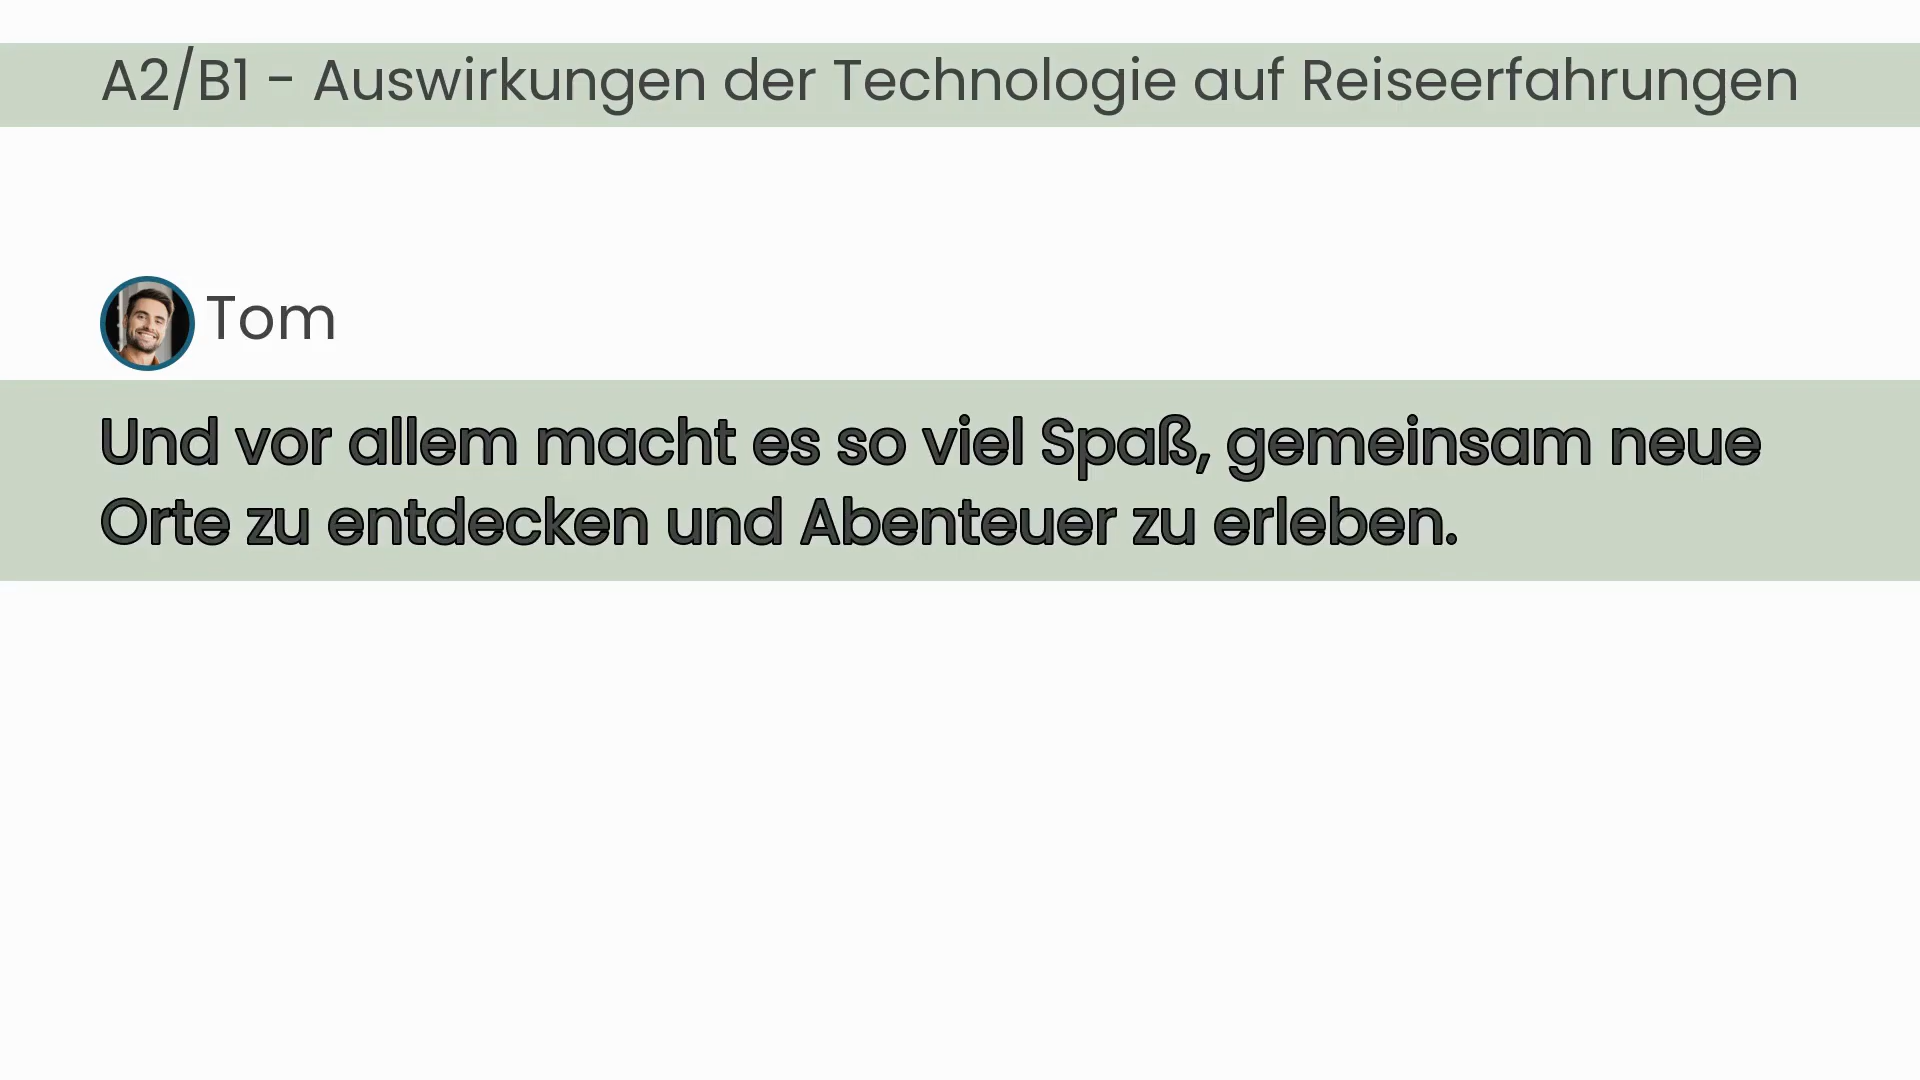 A2/B1 - Auswirkungen der Technologie auf Reiseerfahrungen
Tom
Und vor allem macht es so viel Spaß, gemeinsam neue
Orte zu entdecken und Abenteuer zu erleben.